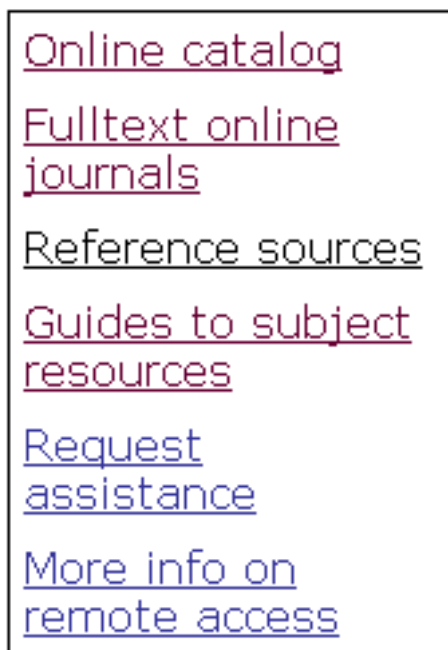 Online catalog
Fulltext online
journals
Reference sources
Guides to subject
resources
Request
assistance
More info on
remote access